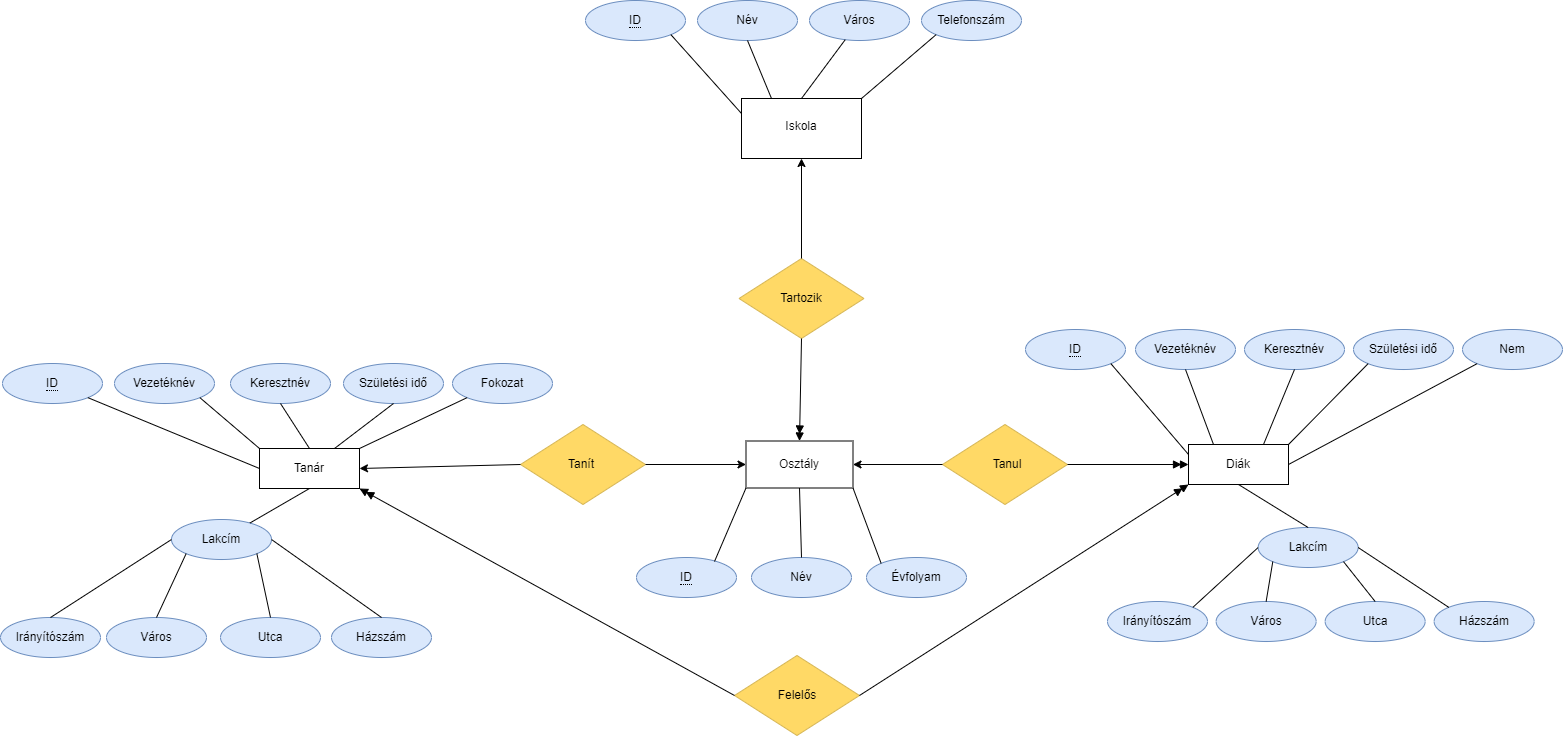 ID
Név
Város
Telefonszám
Iskola
Tartozik
ID
Vezetéknév
Keresztnév
Születési idő
Nem
ID
Vezetéknév
Keresztnév
Születési idő
Fokozat
Tanár
Tanít
Osztály
Tanul
Diák
Lakcím
Lakcím
ID
Név
Évfolyam
Irányítószám
Város
Utca
Házszám
Irányítószám
Város
Utca
Házszám
Felelős